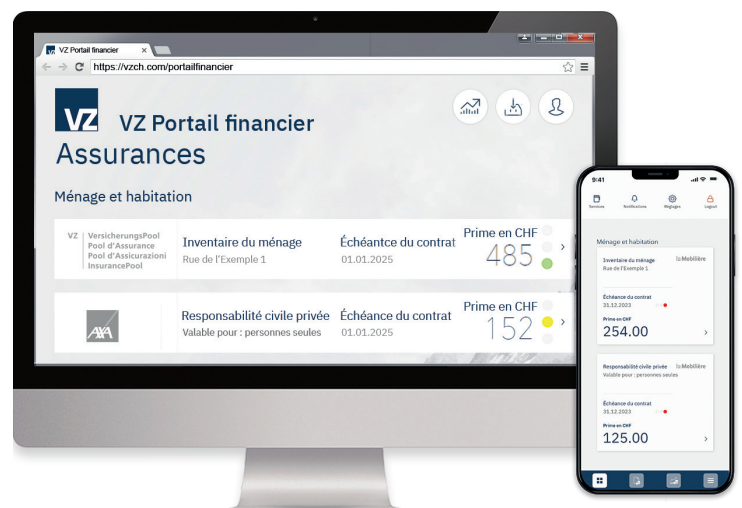 VZ Portail financier
https://vzch.com/portailfinancier
VZ
VZ Portail financier
Assurances
Ménage et habitation
VZ VersicherungsPool
Pool d'Assurance
Pool d'Assicurazioni
InsurancePool
Inventaire du ménage
Rue de l'Exemple 1
Échéantce du contrat
01.01.2025
Prime en CHF
485
AXA
Responsabilité civile privée
Valable pour : personnes seules
Échéance du contrat
01.01.2025
Prime en CHF
152
9:41
Services
Notifications
Réglages
Logout
Ménage et habitation
Inventaire du ménage
la Mobilière
Rue de l'Exemple 1
Échéance du contrat
31.12.2023
Prime en CHF
254.00
Responsabilité civile privée
la Mobilière
Valable pour : personnes seules
Échéance du contrat
31.12.2023
Prime en CHF
125.00